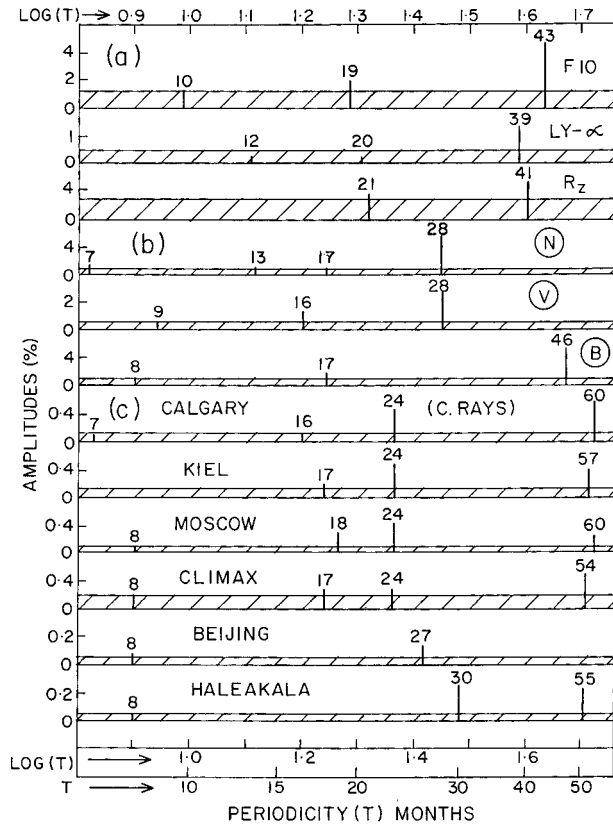 LOG(T) → 0·9 1·1 1·3 1·4 1·5 1·6 1·7
(a) 10 19 43 F10
4
2
0
12 20 39 LY-α
1
0
21 41 Rz
4
0
(b) 7 13 17 28 N
4
0
9 16 28 V
2
0
8 17 46 B
4
0
(c) CALGARY 7 16 24 (C. RAYS) 60
0·4
0
KIEL 17 24 57
0·4
0
MOSCOW 8 18 24 60
0·4
0
CLIMAX 8 17 24 54
0·4
0
BEIJING 8 27
0·2
0
HALEAKALA 8 30 55
0·2
0
AMPLITUDES (%)
LOG(T) → 1·0 1·2 1·4 1·6
T → 10 15 20 30 40 50
PERIODICITY (T) MONTHS